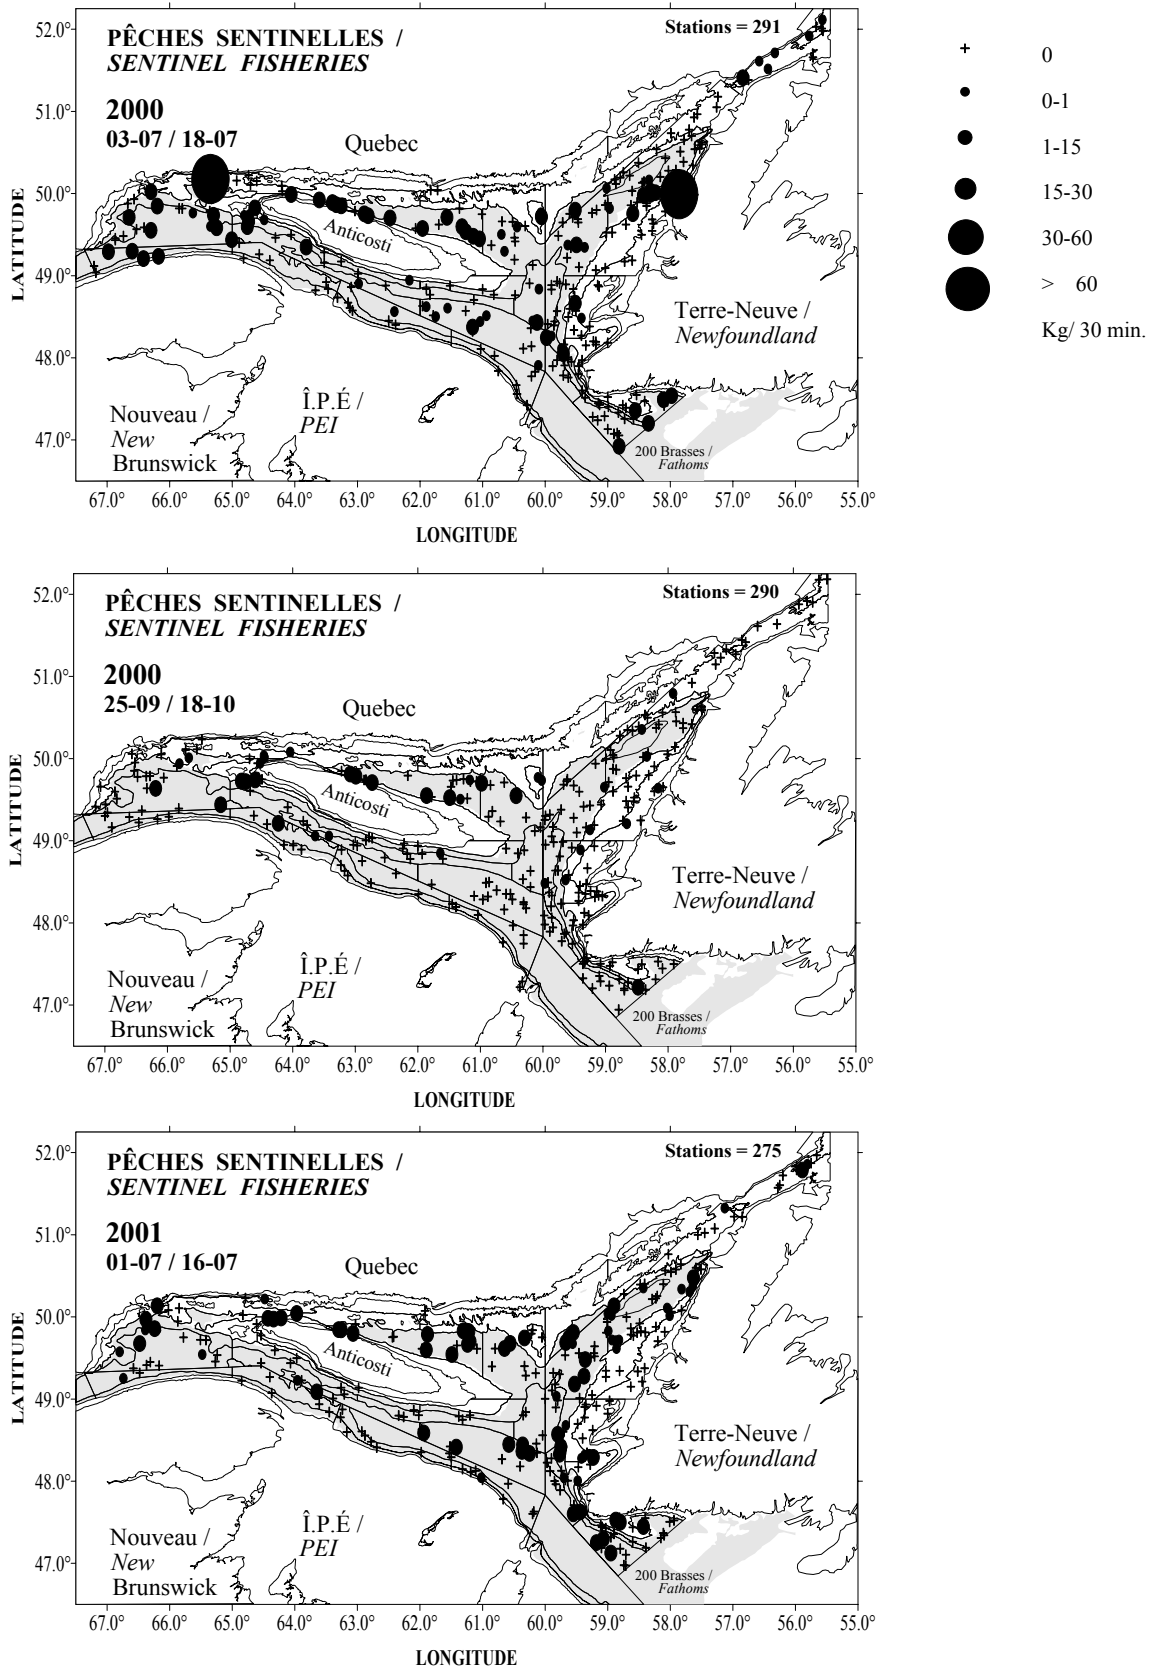 PÊCHES SENTINELLES /
SENTINEL FISHERIES
Stations = 291
2000
03-07 / 18-07
Quebec
Anticosti
Terre-Neuve /
Newfoundland
Nouveau /
New
Brunswick
Î.P.É /
PEI
200 Brasses /
Fathoms
52.0°
51.0°
50.0°
49.0°
48.0°
47.0°
LATITUDE
67.0° 66.0° 65.0° 64.0° 63.0° 62.0° 61.0° 60.0° 59.0° 58.0° 57.0° 56.0° 55.0°
LONGITUDE
0
0-1
1-15
15-30
30-60
> 60
Kg/ 30 min.
PÊCHES SENTINELLES /
SENTINEL FISHERIES
Stations = 290
2000
25-09 / 18-10
Quebec
Anticosti
Terre-Neuve /
Newfoundland
Nouveau /
New
Brunswick
Î.P.É /
PEI
200 Brasses /
Fathoms
52.0°
51.0°
50.0°
49.0°
48.0°
47.0°
LATITUDE
67.0° 66.0° 65.0° 64.0° 63.0° 62.0° 61.0° 60.0° 59.0° 58.0° 57.0° 56.0° 55.0°
LONGITUDE
PÊCHES SENTINELLES /
SENTINEL FISHERIES
Stations = 275
2001
01-07 / 16-07
Quebec
Anticosti
Terre-Neuve /
Newfoundland
Nouveau /
New
Brunswick
Î.P.É /
PEI
200 Brasses /
Fathoms
52.0°
51.0°
50.0°
49.0°
48.0°
47.0°
LATITUDE
67.0° 66.0° 65.0° 64.0° 63.0° 62.0° 61.0° 60.0° 59.0° 58.0° 57.0° 56.0° 55.0°
LONGITUDE